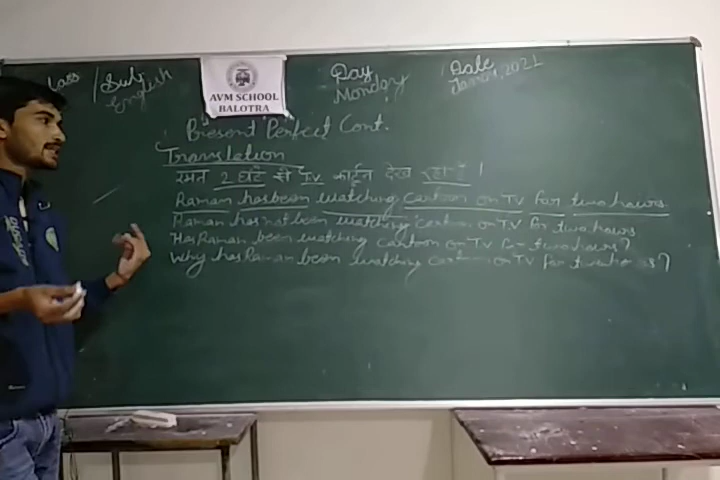 Class / Sub:
English
AVM SCHOOL
BALOTRA
Day
Monday
Date
2021
Present Perfect Cont.
Translation
रमन 2 घंटे से TV कार्टून देख रहा है ।
Raman has been watching cartoon on TV for two hours.
Raman has not been watching cartoon on TV for two hours.
Has Raman been watching cartoon on TV for two hours?
Why has Raman been watching cartoon on TV for two hours?